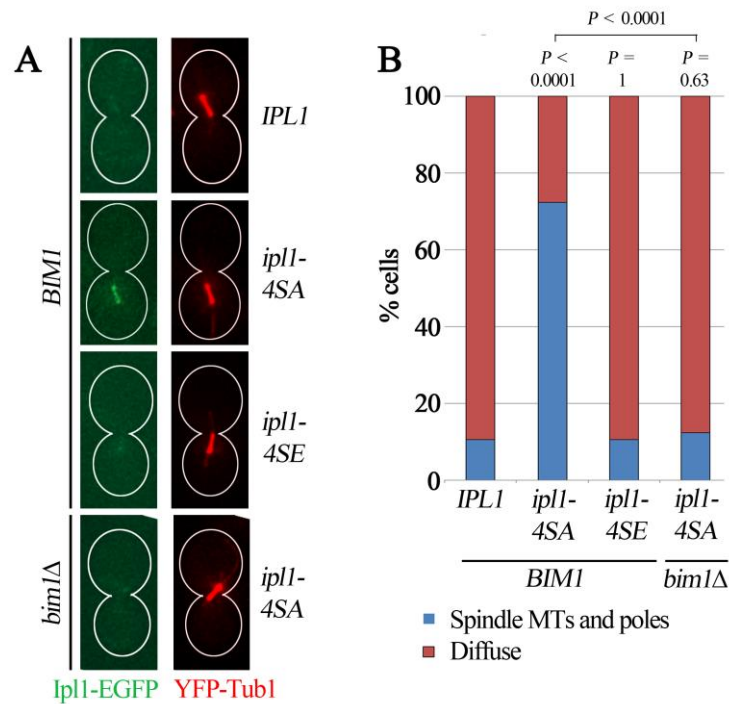 A
BIM1
bim1Δ
IPL1
ipl1-
4SA
ipl1-
4SE
ipl1-
4SA
Ipl1-EGFP YFP-Tub1
B
P < 0.0001
P < P = P =
0.0001 1 0.63
% cells
100
80
60
40
20
0
IPL1 ipl1- ipl1- ipl1-
4SA 4SE 4SA
BIM1 bim1Δ
Spindle MTs and poles
Diffuse